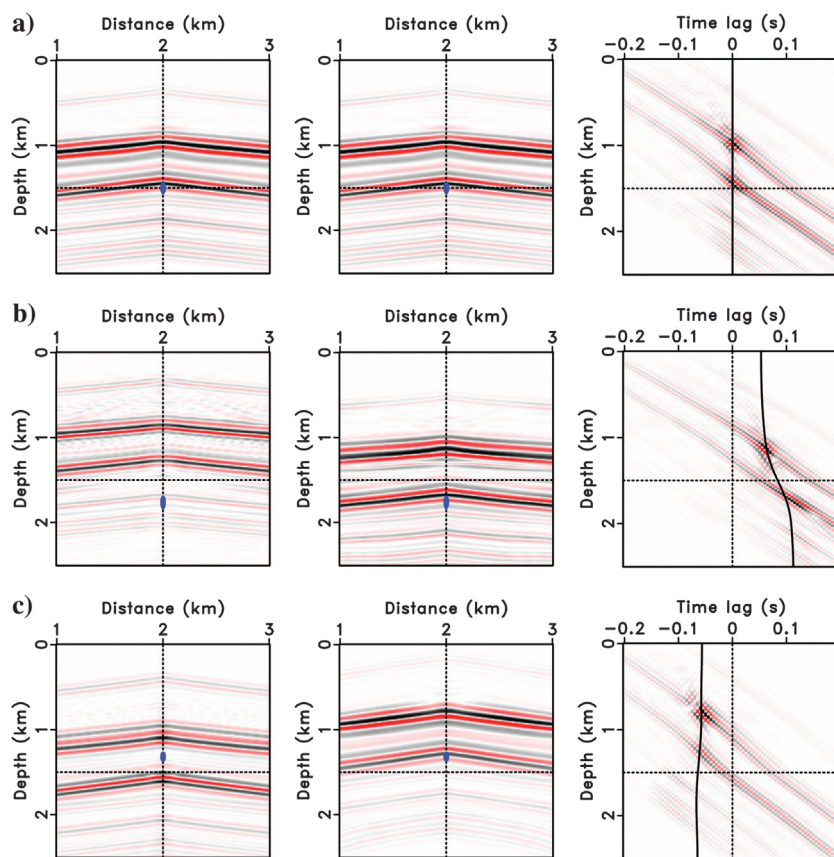 a)
Distance (km) Distance (km) Time lag (s)
1 2 3 1 2 3 −0.2 −0.1 0 0.1
0 0 0
Depth (km) Depth (km) Depth (km)
1 1 1
2 2 2
b)
Distance (km) Distance (km) Time lag (s)
1 2 3 1 2 3 −0.2 −0.1 0 0.1
0 0 0
Depth (km) Depth (km) Depth (km)
1 1 1
2 2 2
c)
Distance (km) Distance (km) Time lag (s)
1 2 3 1 2 3 −0.2 −0.1 0 0.1
0 0 0
Depth (km) Depth (km) Depth (km)
1 1 1
2 2 2